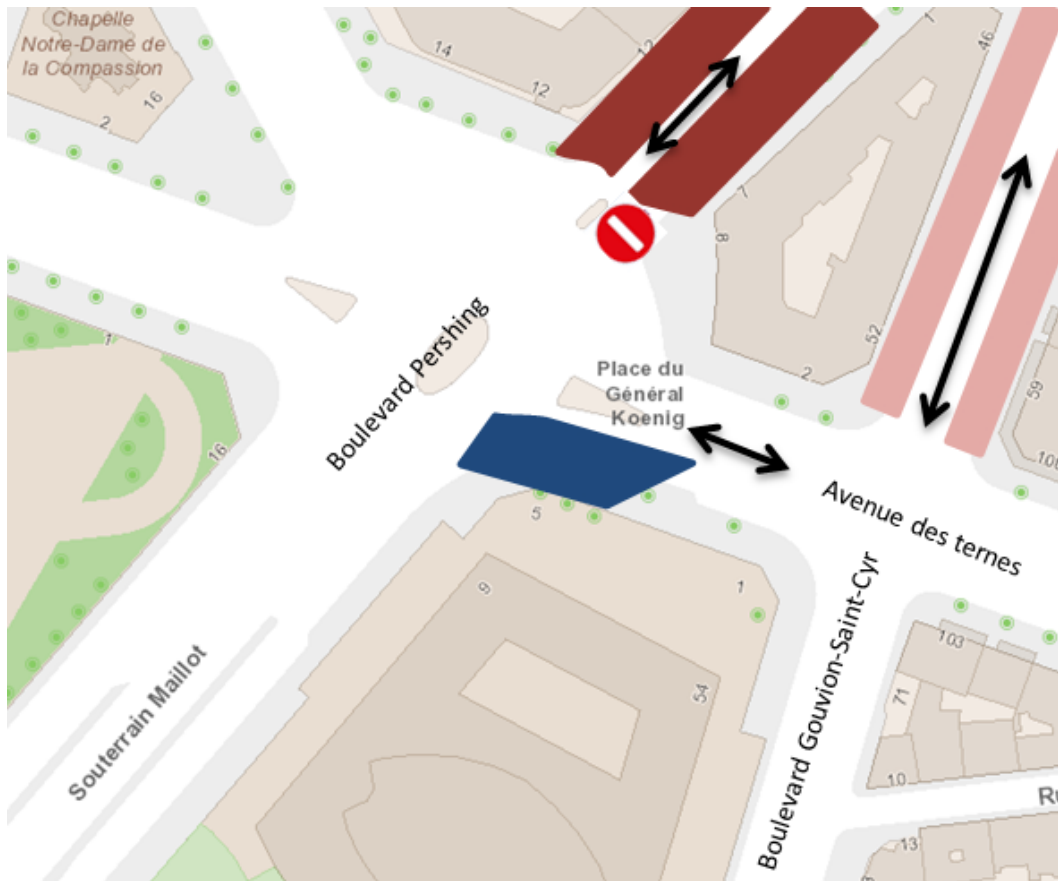 Chapelle
Notre-Dame de
la Compassion
16
2
14
12
12
1
46
7
8
52
2
59
100
1
16
Boulevard Pershing
Place du
Général
Koenig
Avenue des ternes
5
9
1
54
Souterrain Maillot
Boulevard Gouvion-Saint-Cyr
103
71
10
13